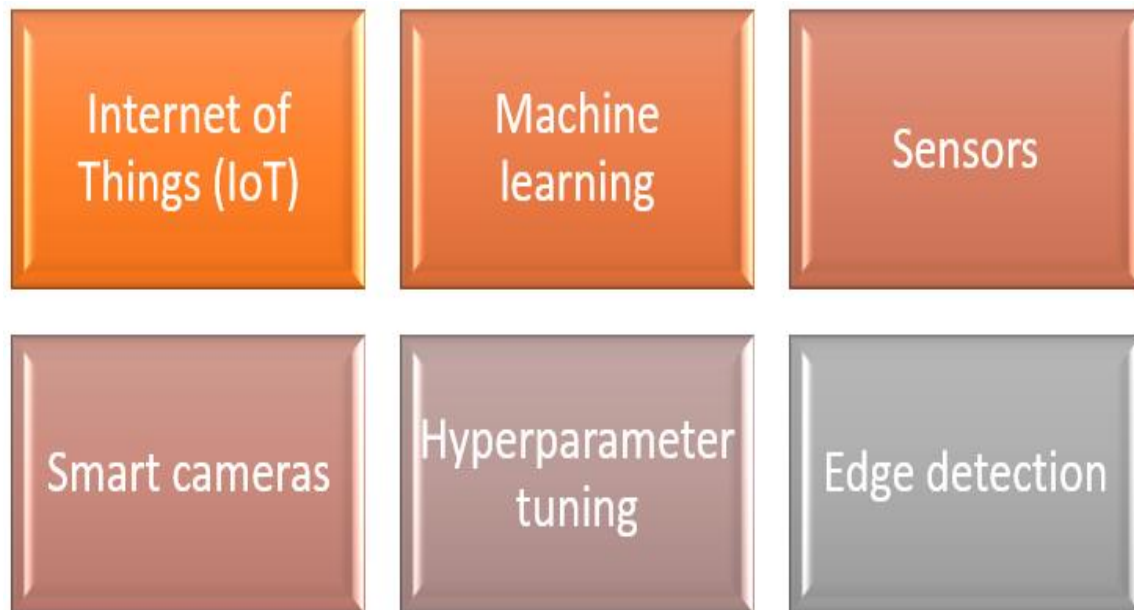 Internet of
Things (IoT)
Machine
learning
Sensors
Smart cameras
Hyperparameter
tuning
Edge detection